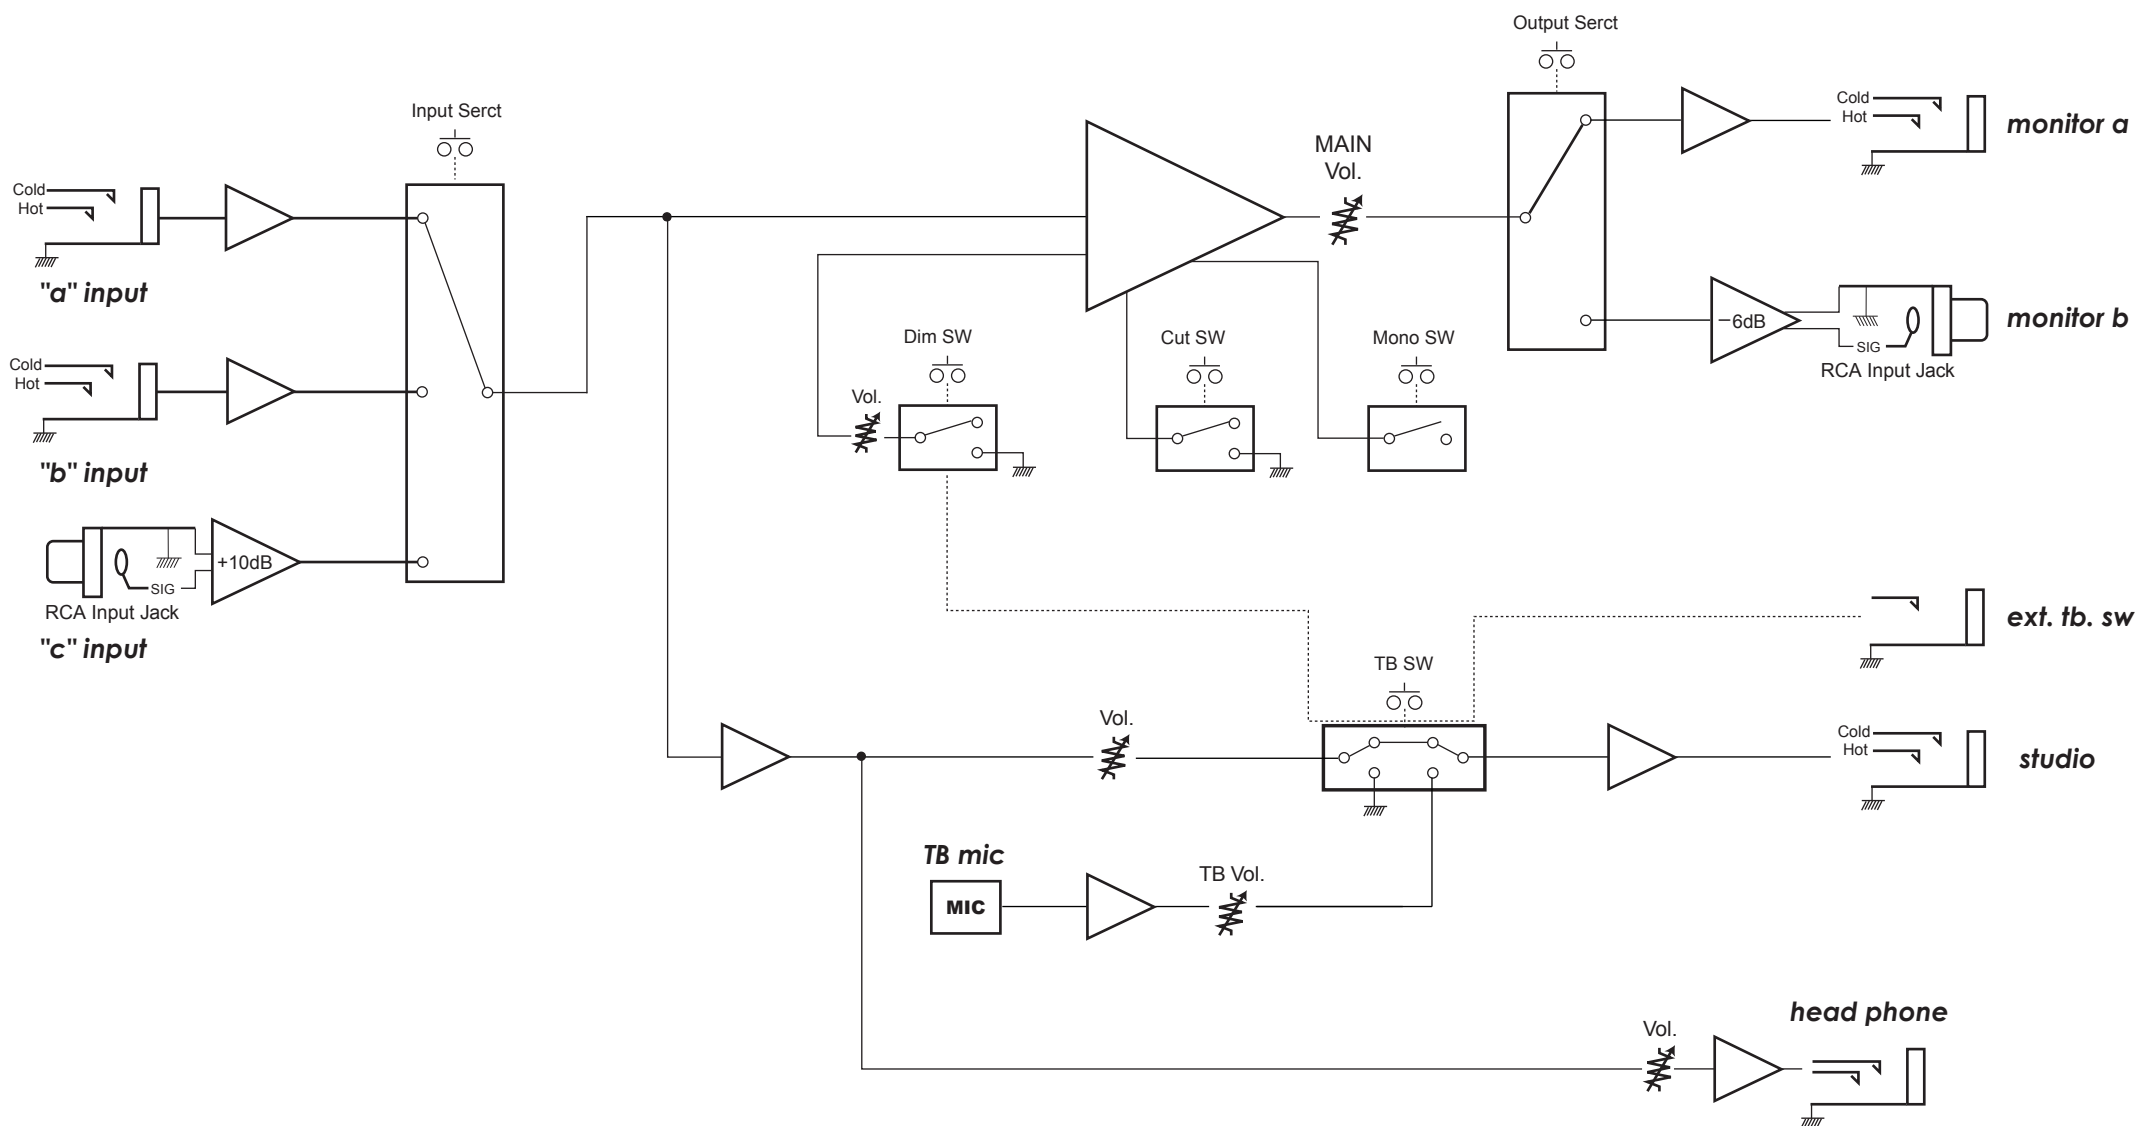 Output Serct
Input Serct
Cold
Hot
monitor a
MAIN
Vol.
Cold
Hot
"a" input
−6dB
SIG
RCA Input Jack
monitor b
Dim SW
Cut SW
Mono SW
Vol.
Cold
Hot
"b" input
+10dB
SIG
RCA Input Jack
"c" input
ext. tb. sw
TB SW
Vol.
Cold
Hot
studio
TB mic
MIC
TB Vol.
head phone
Vol.